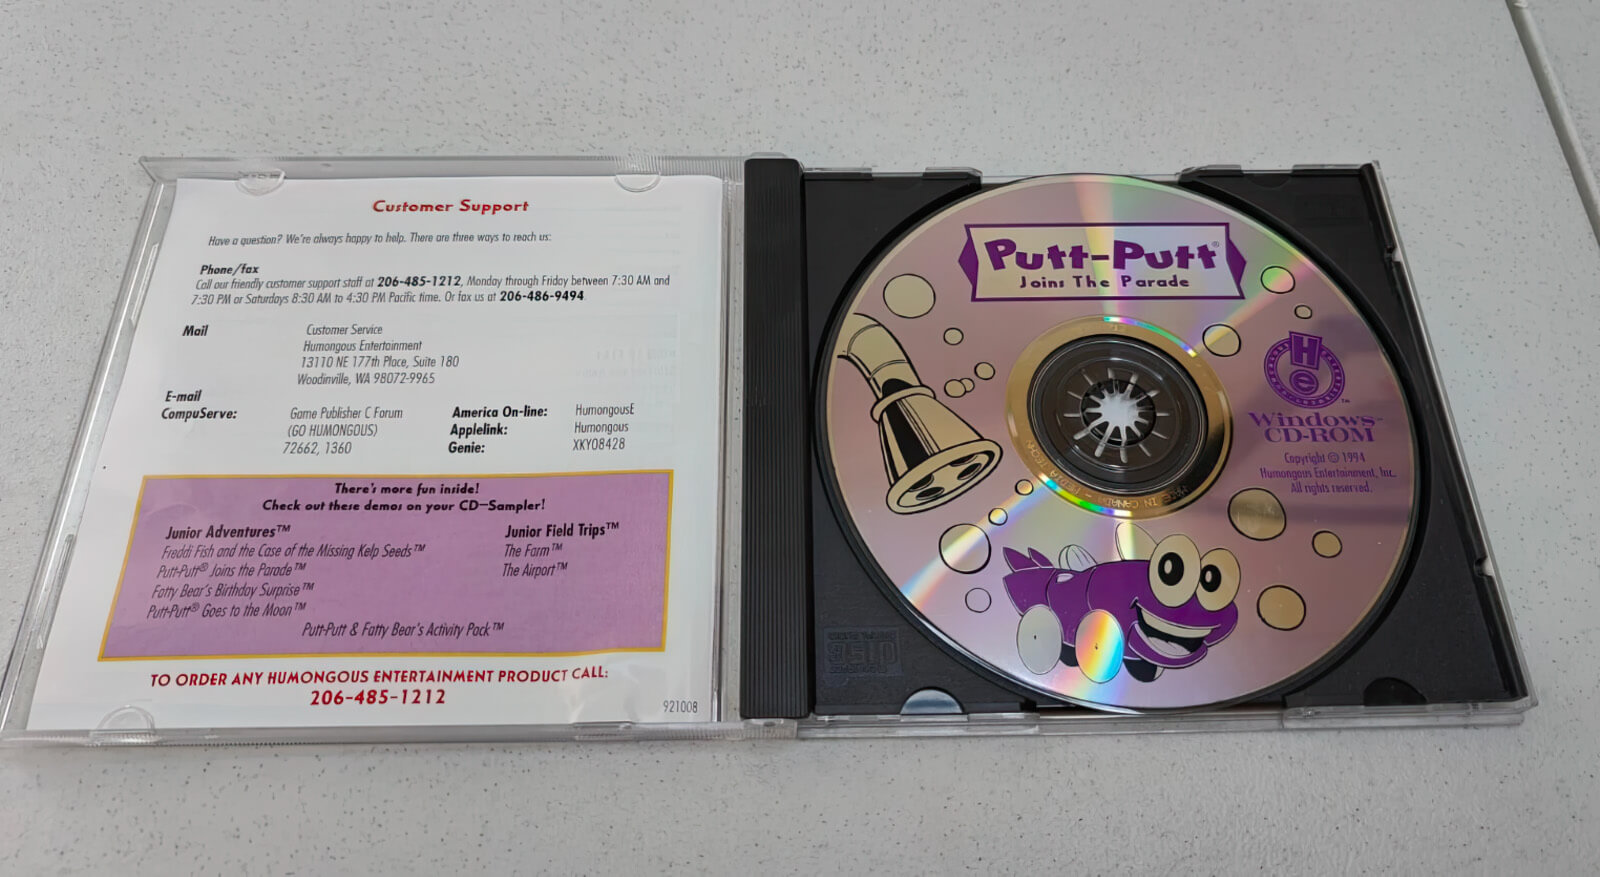 Customer Support
Have a question? We're always happy to help. There are three ways to reach us:
Phone/fax
Call our friendly customer support staff at 206-485-1212, Monday through Friday between 7:30 AM and
7:30 PM or Saturdays 8:30 AM to 4:30 PM Pacific time. Or fax us at 206-486-9494.
Mail
Customer Service
Humongous Entertainment
13110 NE 177th Place, Suite 180
Woodinville, WA 98072-9965
E-mail
CompuServe: Game Publisher C Forum
(GO HUMONGOUS)
72662, 1360
America On-line: HumongousE
Applelink: Humongous
Genie: XKY08428
There's more fun inside!
Check out these demos on your CD-Sampler!
Junior Adventures™
Freddi Fish and the Case of the Missing Kelp Seeds™
Putt-Putt® Joins the Parade™
Fatty Bear's Birthday Surprise™
Putt-Putt® Goes to the Moon™
Junior Field Trips™
The Farm™
The Airport™
Putt-Putt & Fatty Bear's Activity Pack™
TO ORDER ANY HUMONGOUS ENTERTAINMENT PRODUCT CALL:
206-485-1212
921008
Putt-Putt®
Joins The Parade
He™
Windows™
CD-ROM
Copyright © 1994
Humongous Entertainment, Inc.
All rights reserved.
MADE IN CANADA
disc